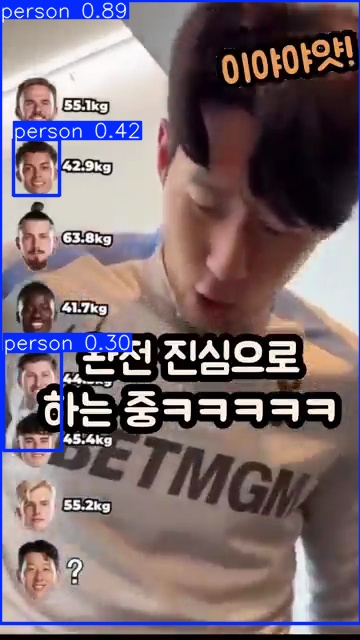 person 0.89
이야야얏!
55.1kg
person 0.42
42.9kg
63.8kg
41.7kg
person 0.30
완전 진심으로
하는 중ㅋㅋㅋㅋㅋ
45.4kg
BETMGM
55.2kg
?